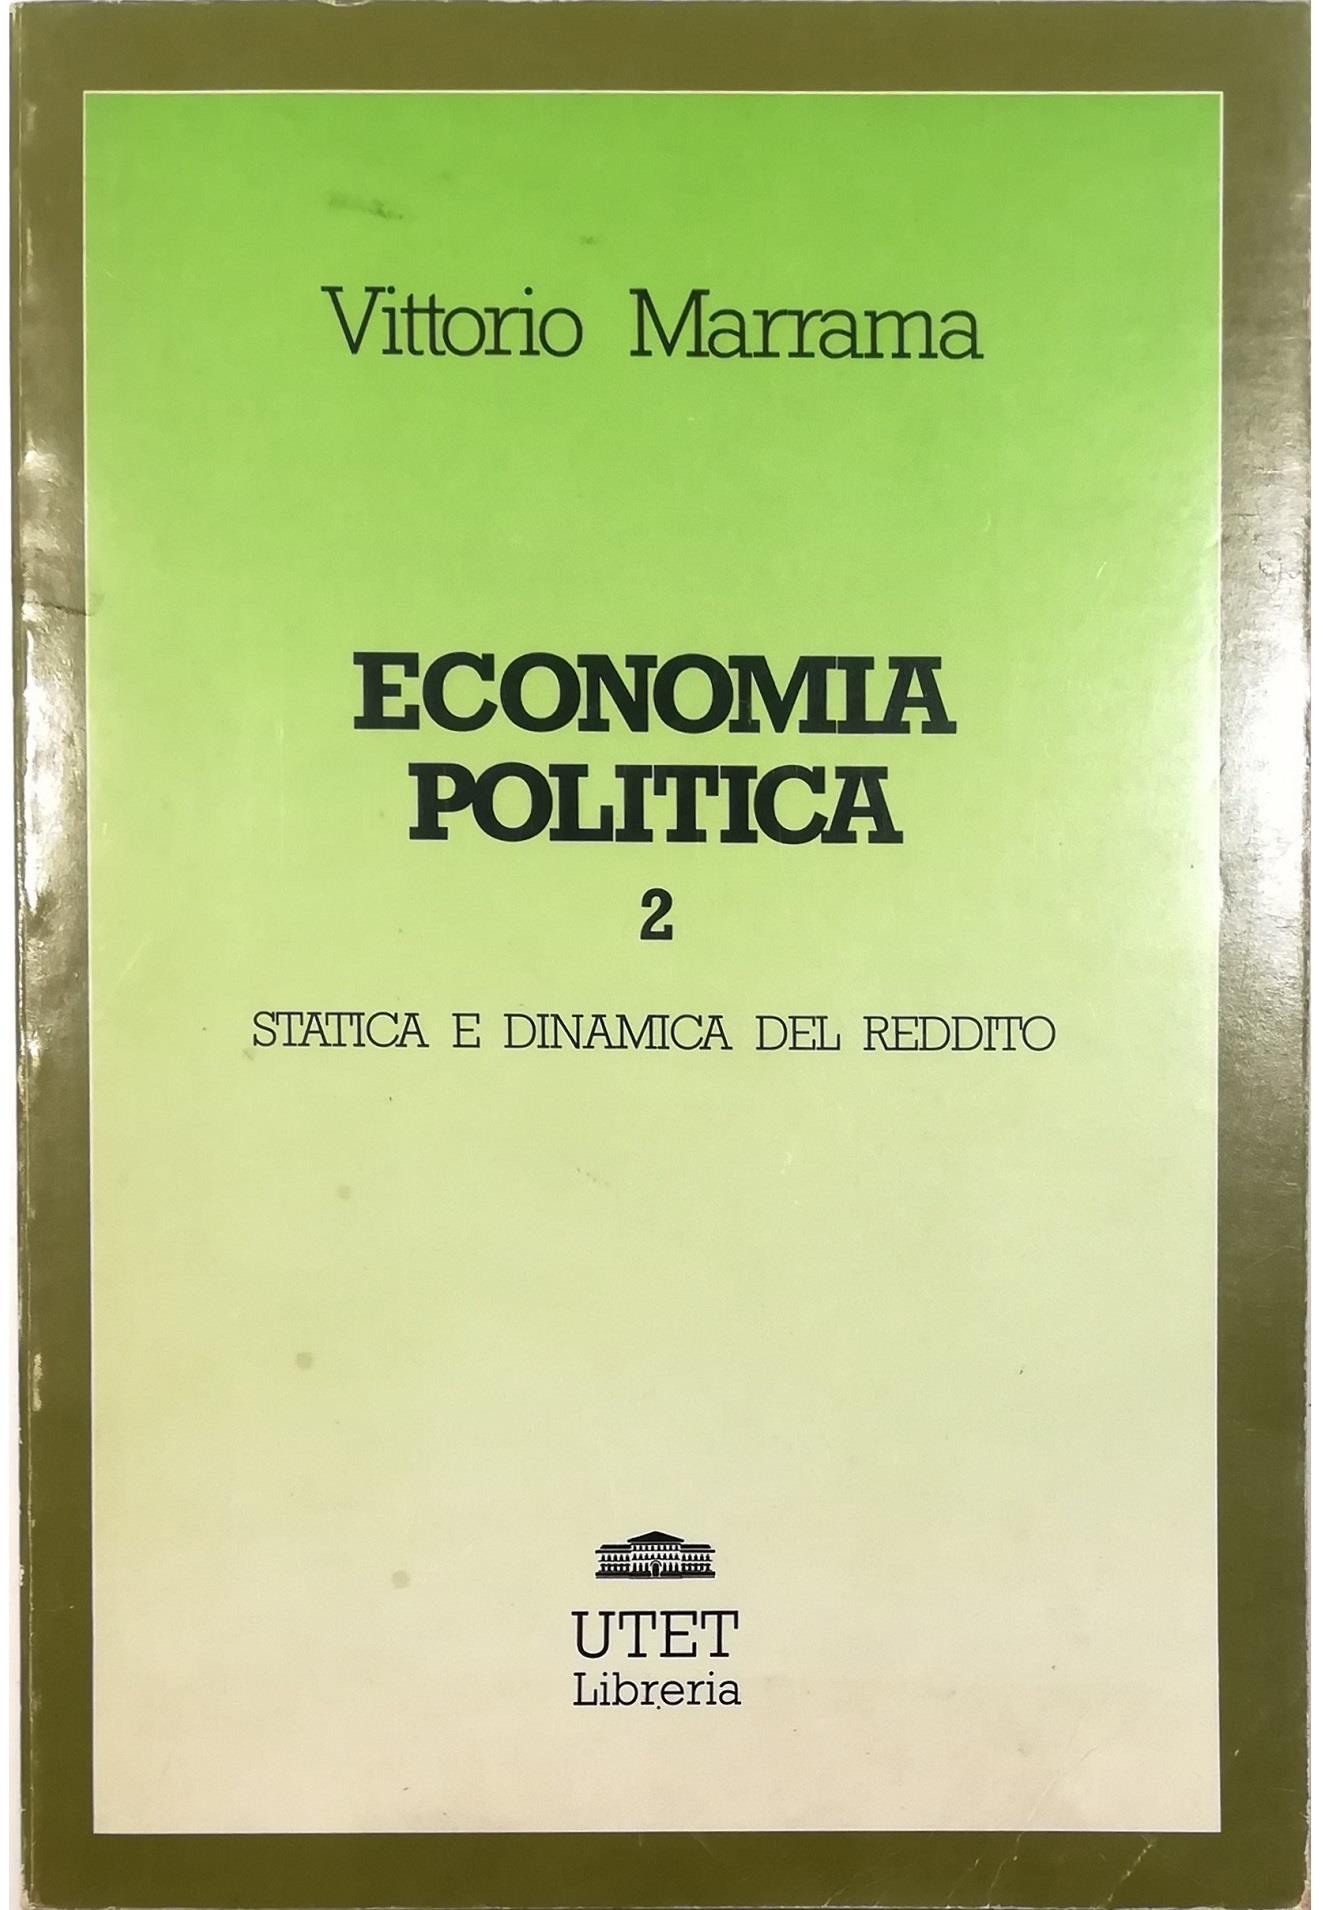 Vittorio Marrama
ECONOMIA
POLITICA
2
STATICA E DINAMICA DEL REDDITO
UTET
Libreria